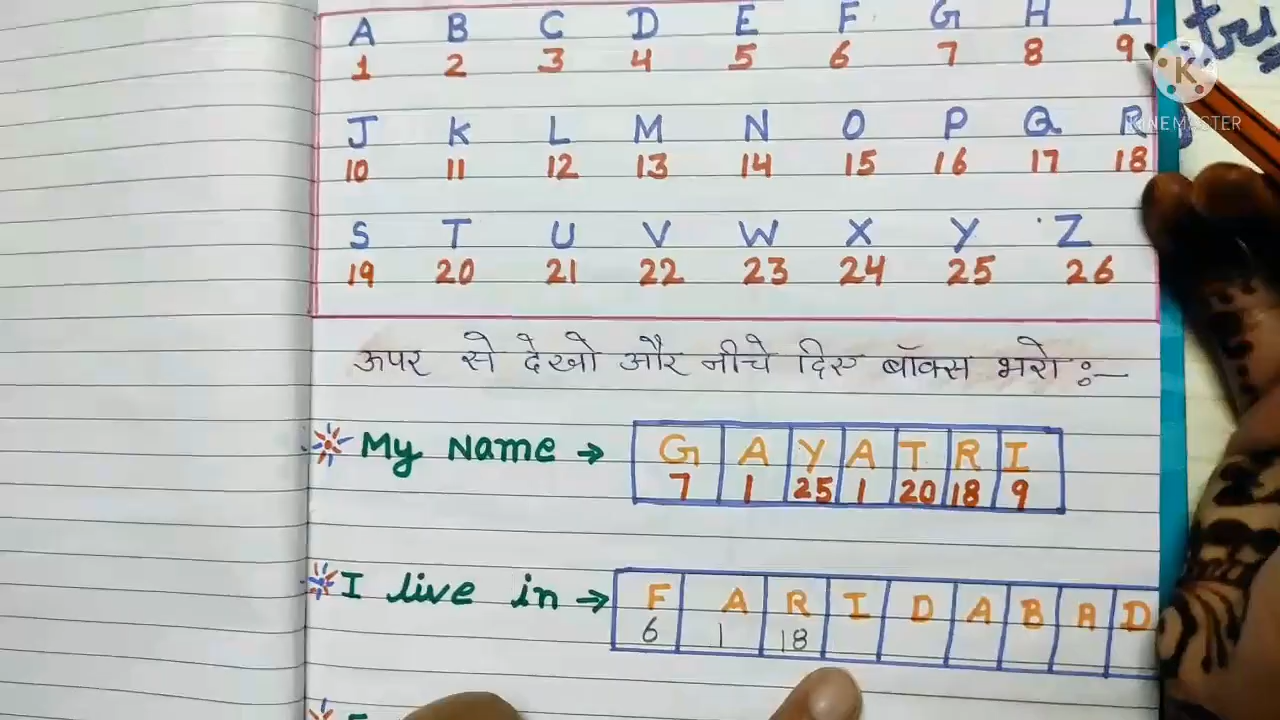 A B C D E F G H I
1 2 3 4 5 6 7 8 9
J K L M N O P Q R
10 11 12 13 14 15 16 17 18
S T U V W X Y Z
19 20 21 22 23 24 25 26
ऊपर से देखो और नीचे दिए बॉक्स भरो :-
My Name → G A Y A T R I
7 1 25 1 20 18 9
I live in → F A R I D A B A D
6 1 18
KINEMASTER